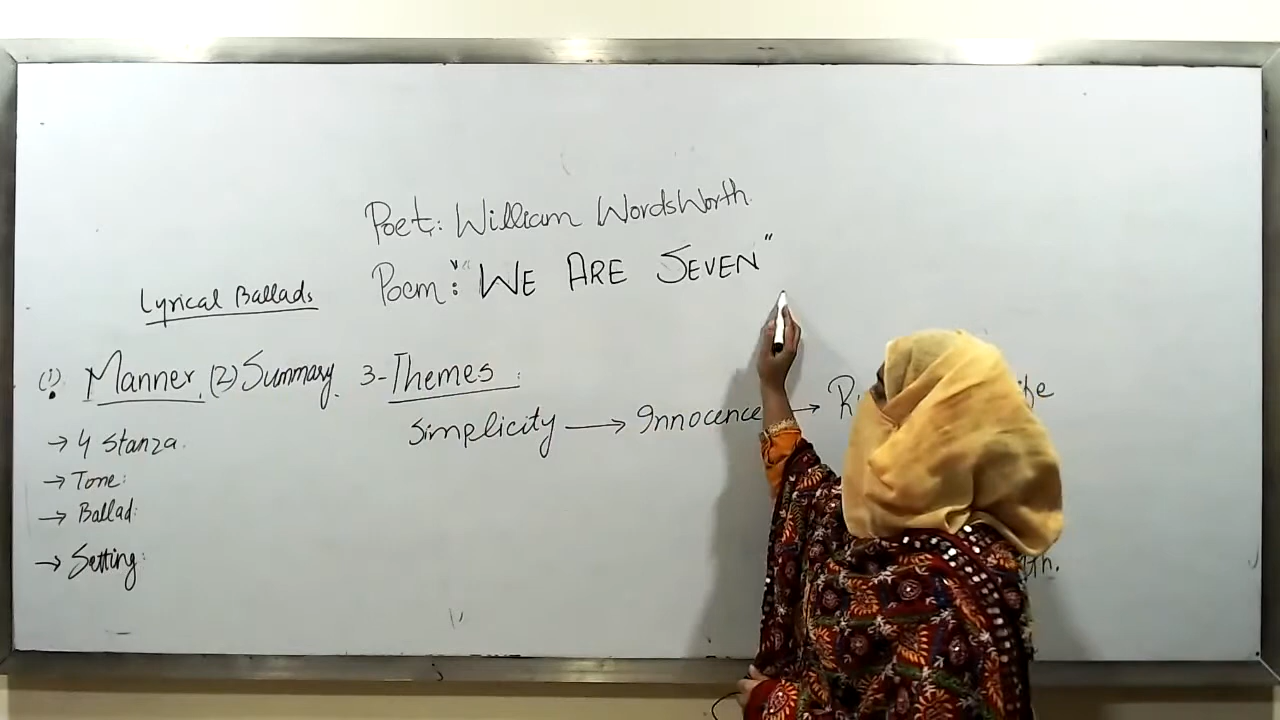 Poet: William WordsWorth.
Poem: "WE ARE SEVEN"
Lyrical Ballads
(1) Manner, (2) Summary. 3-Themes:
Simplicity → Innocence →
→ 4 Stanza.
→ Tone:
→ Ballad:
→ Setting: